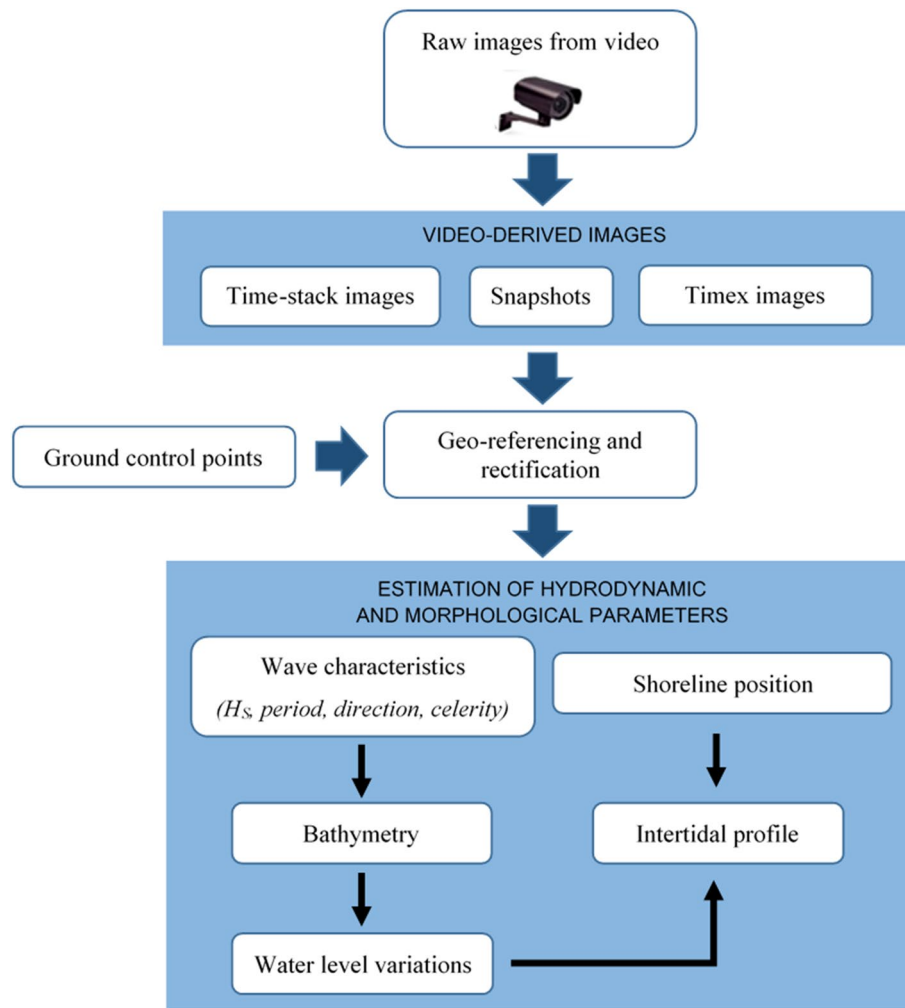 Raw images from video
VIDEO-DERIVED IMAGES
Time-stack images
Snapshots
Timex images
Ground control points
Geo-referencing and
rectification
ESTIMATION OF HYDRODYNAMIC
AND MORPHOLOGICAL PARAMETERS
Wave characteristics
(HS, period, direction, celerity)
Shoreline position
Bathymetry
Intertidal profile
Water level variations